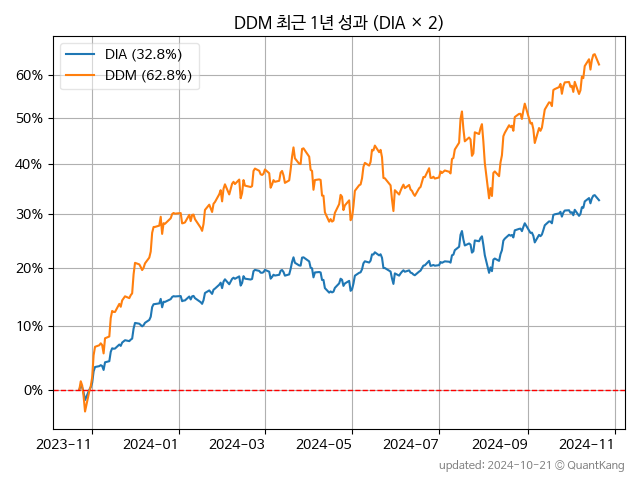 DDM 최근 1년 성과 (DIA × 2)
DIA (32.8%)
DDM (62.8%)
60%
50%
40%
30%
20%
10%
0%
2023-11 2024-01 2024-03 2024-05 2024-07 2024-09 2024-11
updated: 2024-10-21 © QuantKang